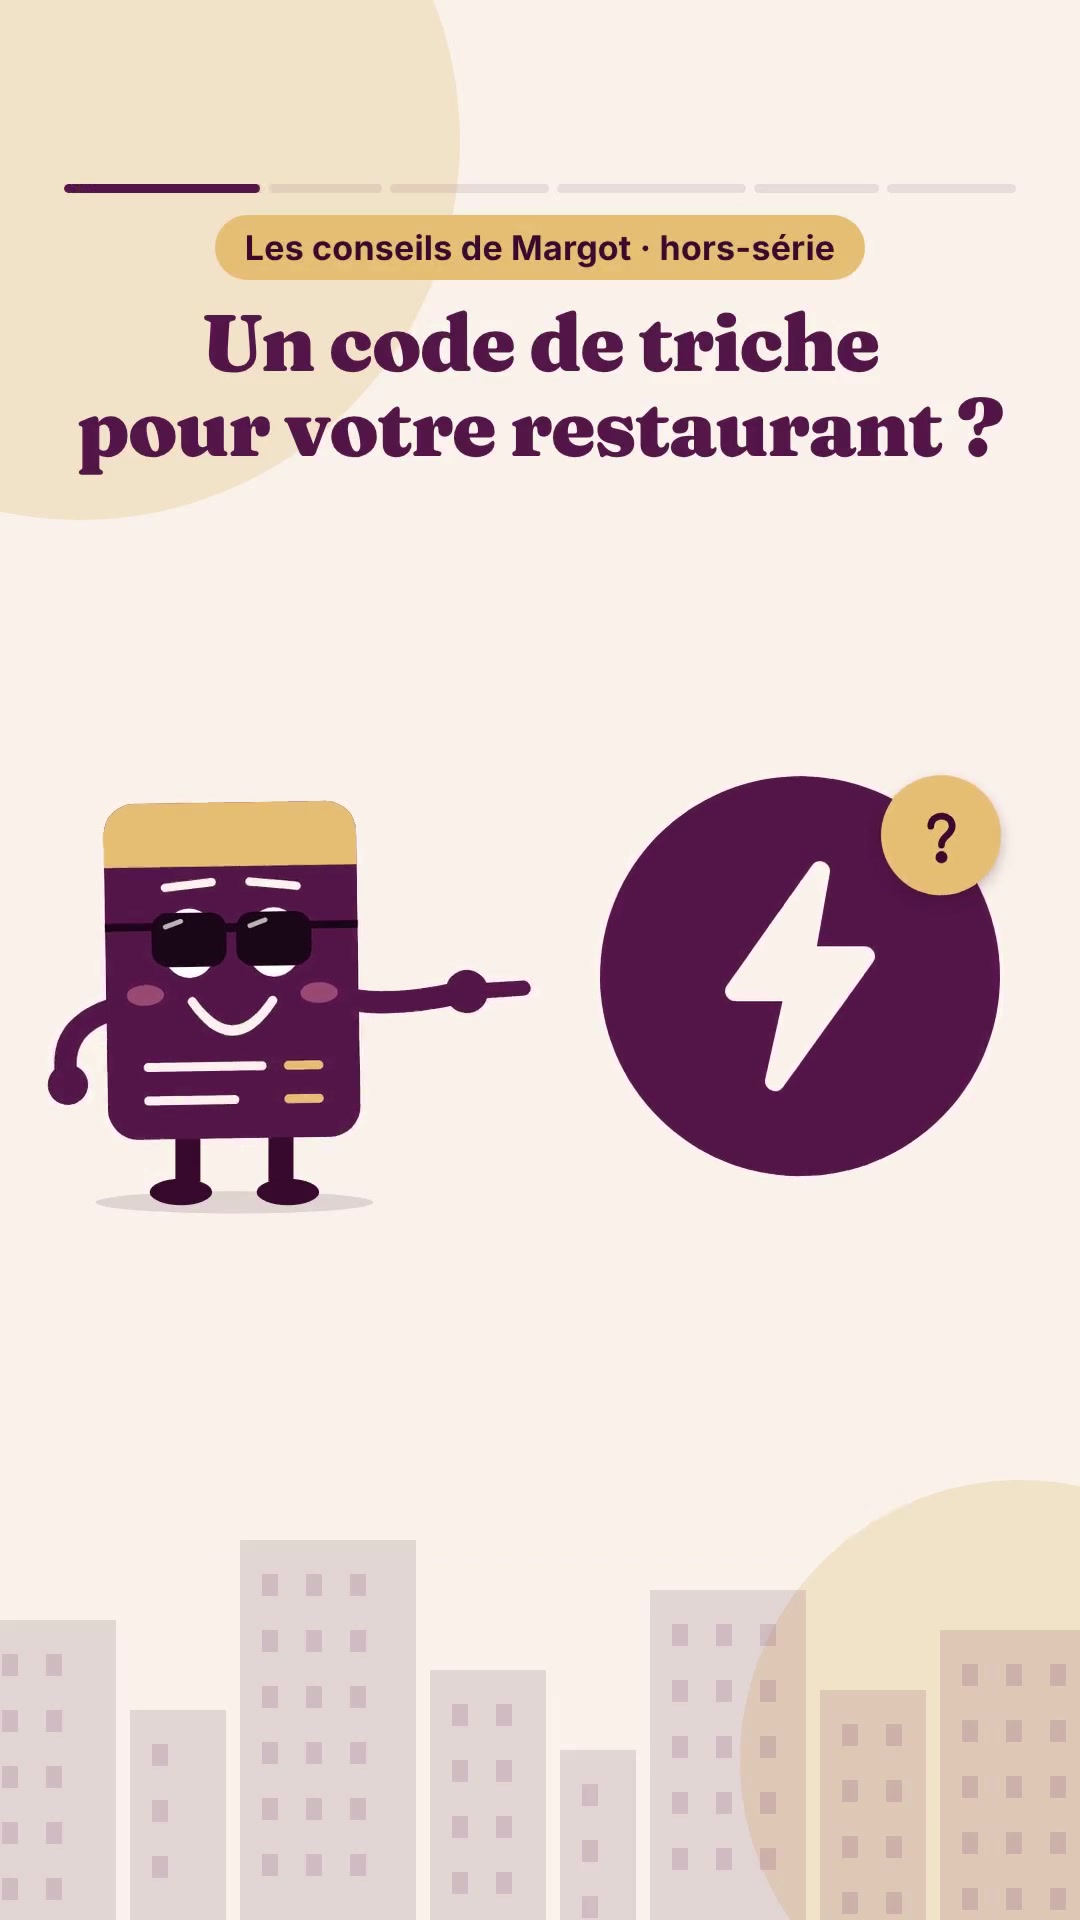 Les conseils de Margot · hors-série
Un code de triche
pour votre restaurant ?
?